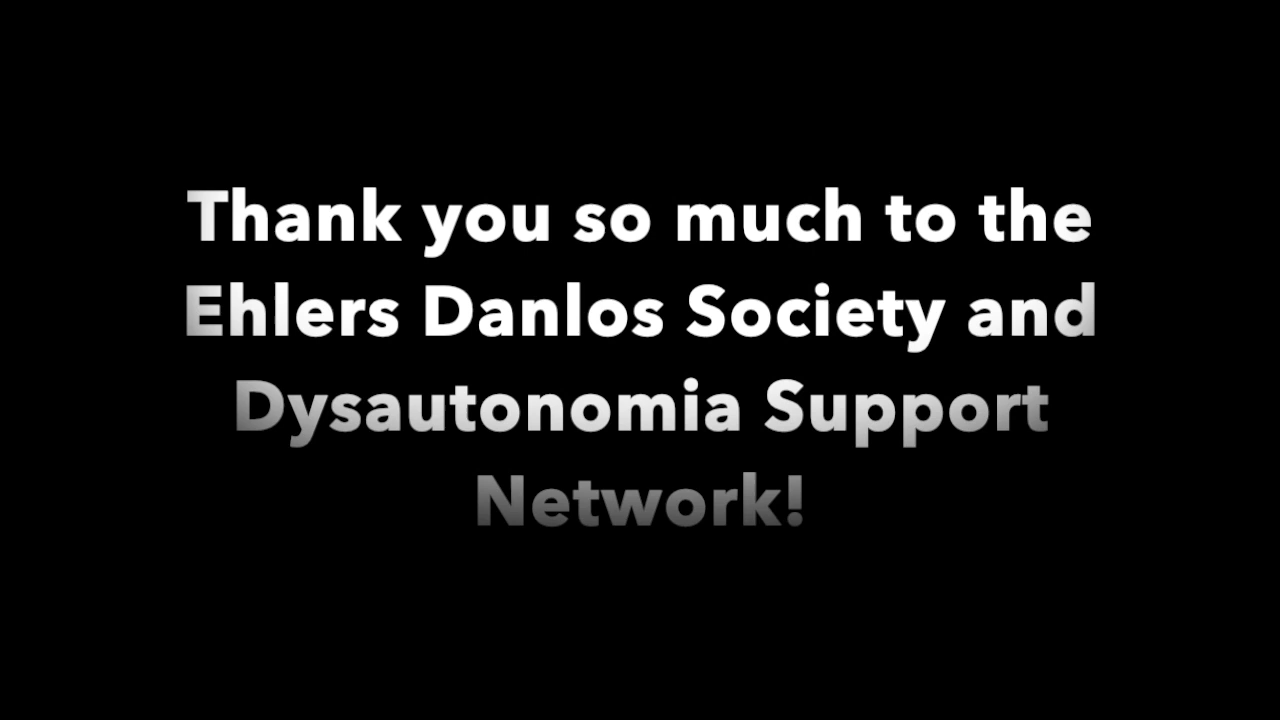 Thank you so much to the
Ehlers Danlos Society and
Dysautonomia Support
Network!